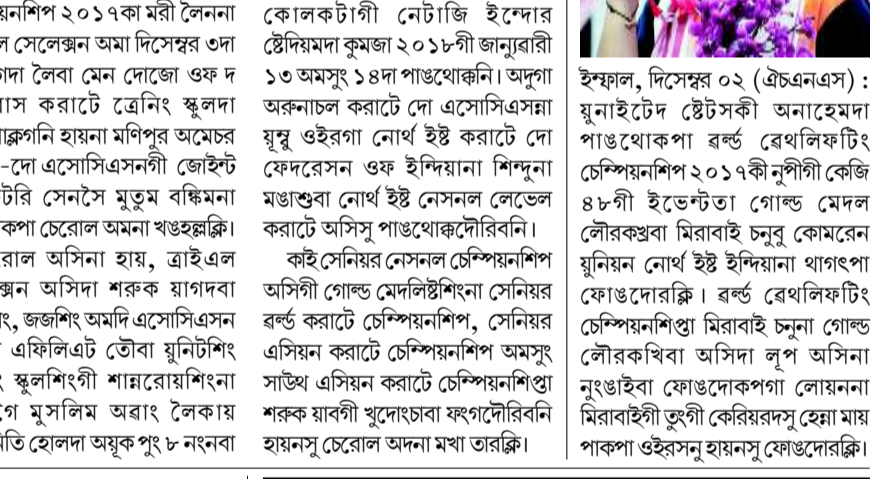 য়নশিপ ২০১৭কা মরী লৈননা
সেলেক্সন অমা দিসেম্বর ৩দা
লৈবা মেন দোজো ওফ দ
করাটে ত্রেনিং স্কুলদা
হায়না মণিপুর অমেচর
-দো এসোসিএসনগী জোইন্ট
সেনসৈ মুতুম বঙ্কিমনা
চেরোল অমনা খঙহল্লক্লি।
অসিনা হায়, ত্রাইএল
অসিদা শরুক য়াগদবা
জজশিং অমদি এসোসিএসন
এফিলিএট তৌবা য়ুনিটশিং
স্কুলশিংগী শান্নরোয়শিংনা
মুসলিম অৱাং লৈকায়
হোলদা অয়ূক পুং ৮ নংনবা
কোলকটাগী নেটাজি ইন্দোর
ষ্টেদিয়মদা কুমজা ২০১৮গী জান্যুৱারী
১৩ অমসুং ১৪দা পাঙথোক্কনি। অদুগা
অরুনাচল করাটে দো এসোসিএসন্না
য়ূম্বু ওইরগা নোর্থ ইষ্ট করাটে দো
ফেদরেসন ওফ ইন্দিয়ানা শিন্দুনা
মঙাশুবা নোর্থ ইষ্ট নেসনল লেভেল
করাটে অসিসু পাঙথোক্কদৌরিবনি।
কাই সেনিয়র নেসনল চেম্পিয়নশিপ
অসিগী গোল্ড মেদলিষ্টশিংনা সেনিয়র
ৱর্ল্ড করাটে চেম্পিয়নশিপ, সেনিয়র
এসিয়ন করাটে চেম্পিয়নশিপ অমসুং
সাউথ এসিয়ন করাটে চেম্পিয়নশিপ্তা
শরুক য়াবগী খুদোংচাবা ফংগদৌরিবনি
হায়নসু চেরোল অদনা মখা তারক্লি।
ইম্ফাল, দিসেম্বর ০২ (ঐচএনএস) :
য়ুনাইটেদ ষ্টেটসকী অনাহেমদা
পাঙথোকপা ৱর্ল্ড ৱেথলিফটিং
চেম্পিয়নশিপ ২০১৭কী নুপীগী কেজি
৪৮গী ইভেন্টতা গোল্ড মেদল
লৌরকখ্রবা মিরাবাই চনুবু কোমরেন
য়ুনিয়ন নোর্থ ইষ্ট ইন্দিয়ানা থাগৎপা
ফোঙদোরক্লি। ৱর্ল্ড ৱেথলিফটিং
চেম্পিয়নশিপ্তা মিরাবাই চনুনা গোল্ড
লৌরকখিবা অসিদা লূপ অসিনা
নুংঙাইবা ফোঙদোকপগা লোয়ননা
মিরাবাইগী তুংগী কেরিয়রদসু হেন্না মায়
পাকপা ওইরসনু হায়নসু ফোঙদোরক্লি।